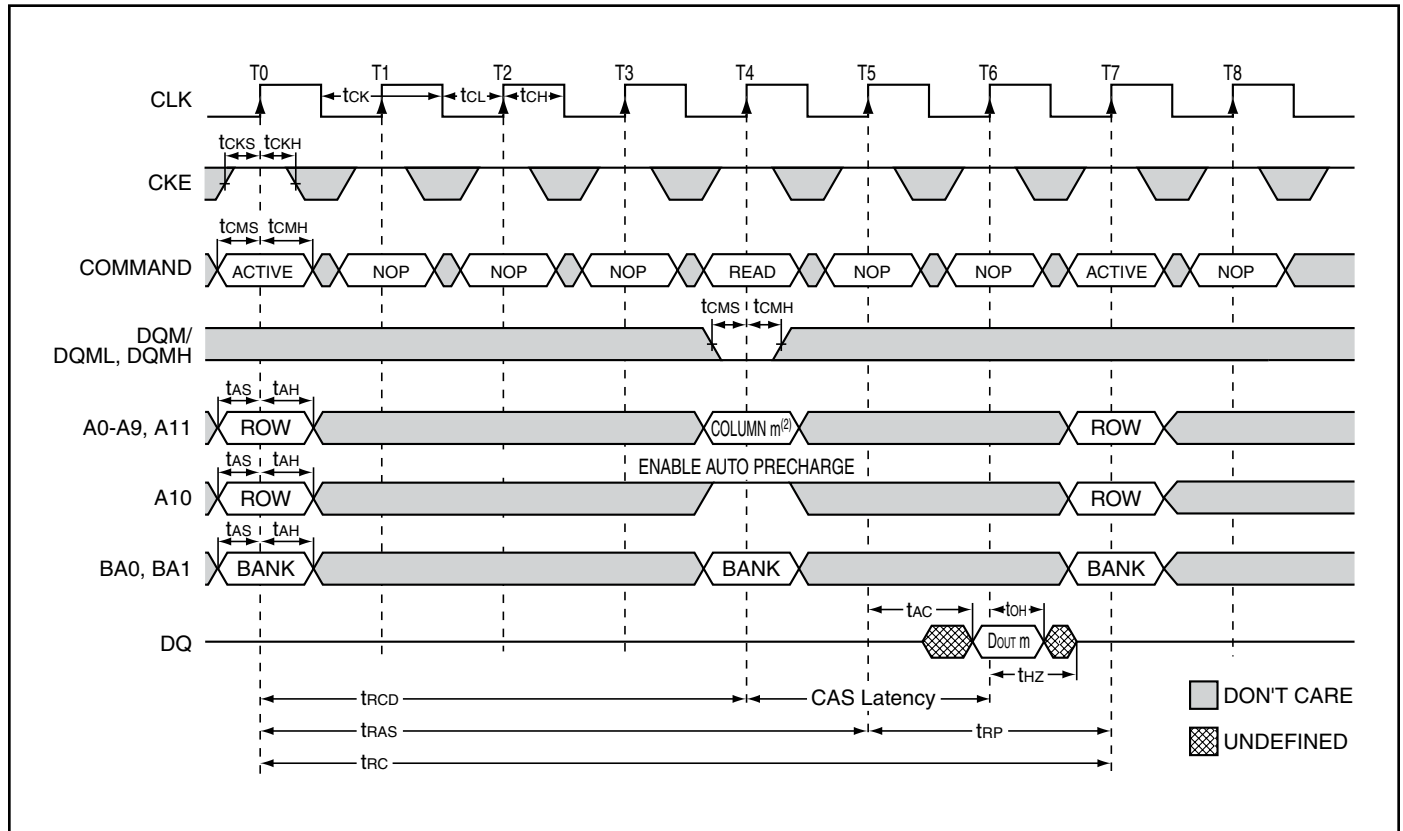 T0 T1 T2 T3 T4 T5 T6 T7 T8
CLK tCK tCL tCH
tCKS tCKH
CKE
tCMS tCMH
COMMAND ACTIVE NOP NOP NOP READ NOP NOP ACTIVE NOP
tCMS tCMH
DQM/
DQML, DQMH
tAS tAH
A0-A9, A11 ROW COLUMN m(2) ROW
tAS tAH ENABLE AUTO PRECHARGE
A10 ROW ROW
tAS tAH
BA0, BA1 BANK BANK BANK
tAC tOH
DQ DOUT m
tHZ
tRCD CAS Latency DON'T CARE
tRAS tRP
UNDEFINED
tRC